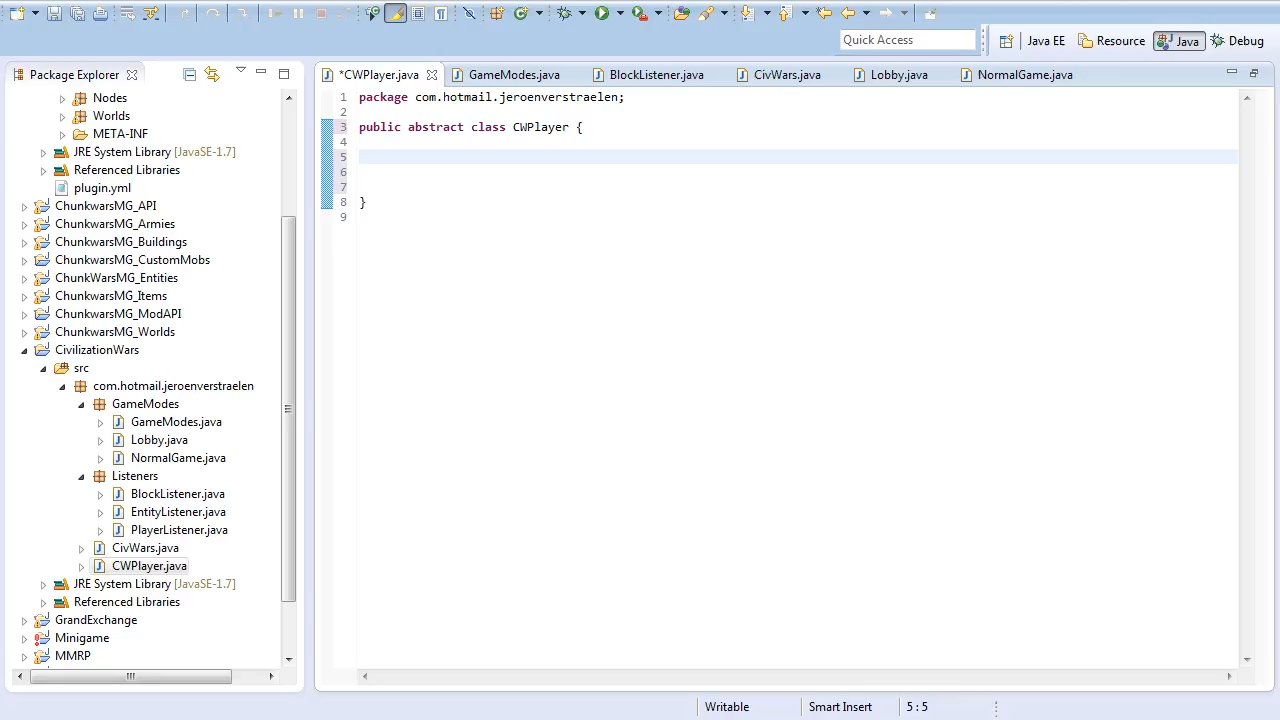 Quick Access
Java EE
Resource
Java
Debug
Package Explorer
*CWPlayer.java
GameModes.java
BlockListener.java
CivWars.java
Lobby.java
NormalGame.java
Nodes
Worlds
META-INF
JRE System Library [JavaSE-1.7]
Referenced Libraries
plugin.yml
ChunkwarsMG_API
ChunkwarsMG_Armies
ChunkwarsMG_Buildings
ChunkwarsMG_CustomMobs
ChunkWarsMG_Entities
ChunkwarsMG_Items
ChunkwarsMG_ModAPI
ChunkwarsMG_Worlds
CivilizationWars
src
com.hotmail.jeroenverstraelen
GameModes
GameModes.java
Lobby.java
NormalGame.java
Listeners
BlockListener.java
EntityListener.java
PlayerListener.java
CivWars.java
CWPlayer.java
JRE System Library [JavaSE-1.7]
Referenced Libraries
GrandExchange
Minigame
MMRP
1 package com.hotmail.jeroenverstraelen;
2
3 public abstract class CWPlayer {
4
5
6
7
8 }
9
Writable
Smart Insert
5 : 5